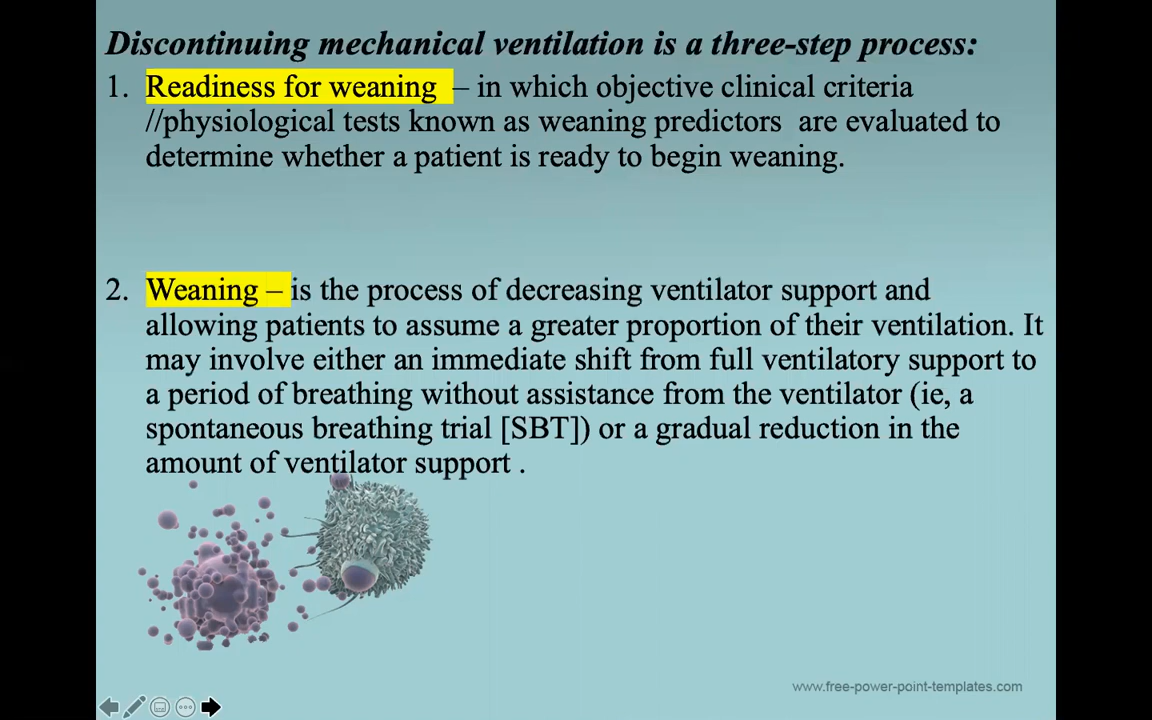 Discontinuing mechanical ventilation is a three-step process:
1. Readiness for weaning – in which objective clinical criteria
//physiological tests known as weaning predictors are evaluated to
determine whether a patient is ready to begin weaning.
2. Weaning – is the process of decreasing ventilator support and
allowing patients to assume a greater proportion of their ventilation. It
may involve either an immediate shift from full ventilatory support to
a period of breathing without assistance from the ventilator (ie, a
spontaneous breathing trial [SBT]) or a gradual reduction in the
amount of ventilator support .
www.free-power-point-templates.com